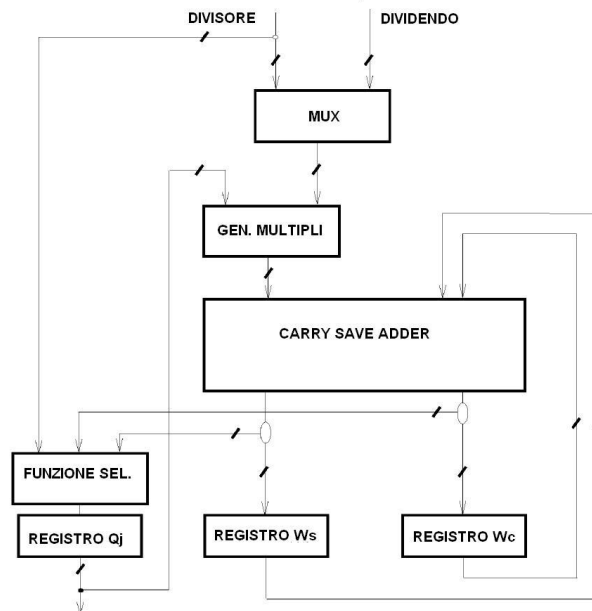 DIVISORE
DIVIDENDO
MUX
GEN. MULTIPLI
CARRY SAVE ADDER
FUNZIONE SEL.
REGISTRO Qj
REGISTRO Ws
REGISTRO Wc